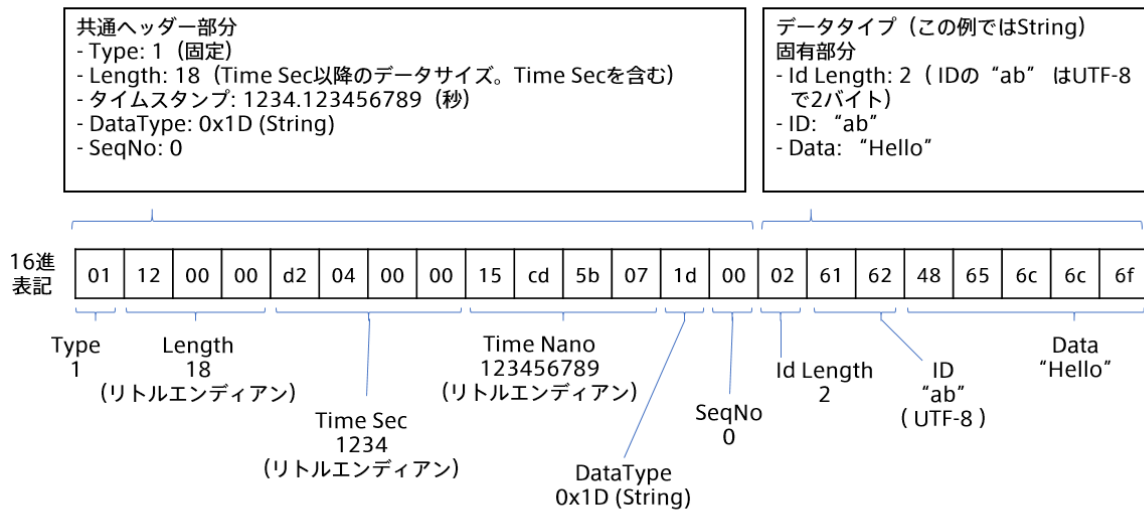 共通ヘッダー部分
- Type: 1（固定）
- Length: 18（Time Sec以降のデータサイズ。Time Secを含む）
- タイムスタンプ: 1234.123456789（秒）
- DataType: 0x1D (String)
- SeqNo: 0
データタイプ（この例ではString）
固有部分
- Id Length: 2（ IDの“ab” はUTF-8
で2バイト）
- ID: “ab”
- Data: “Hello”
16進
表記
01 12 00 00 d2 04 00 00 15 cd 5b 07 1d 00 02 61 62 48 65 6c 6c 6f
Type
1
Length
18
（リトルエンディアン）
Time Sec
1234
（リトルエンディアン）
Time Nano
123456789
（リトルエンディアン）
DataType
0x1D (String)
SeqNo
0
Id Length
2
ID
“ab”
（ UTF-8 ）
Data
“Hello”